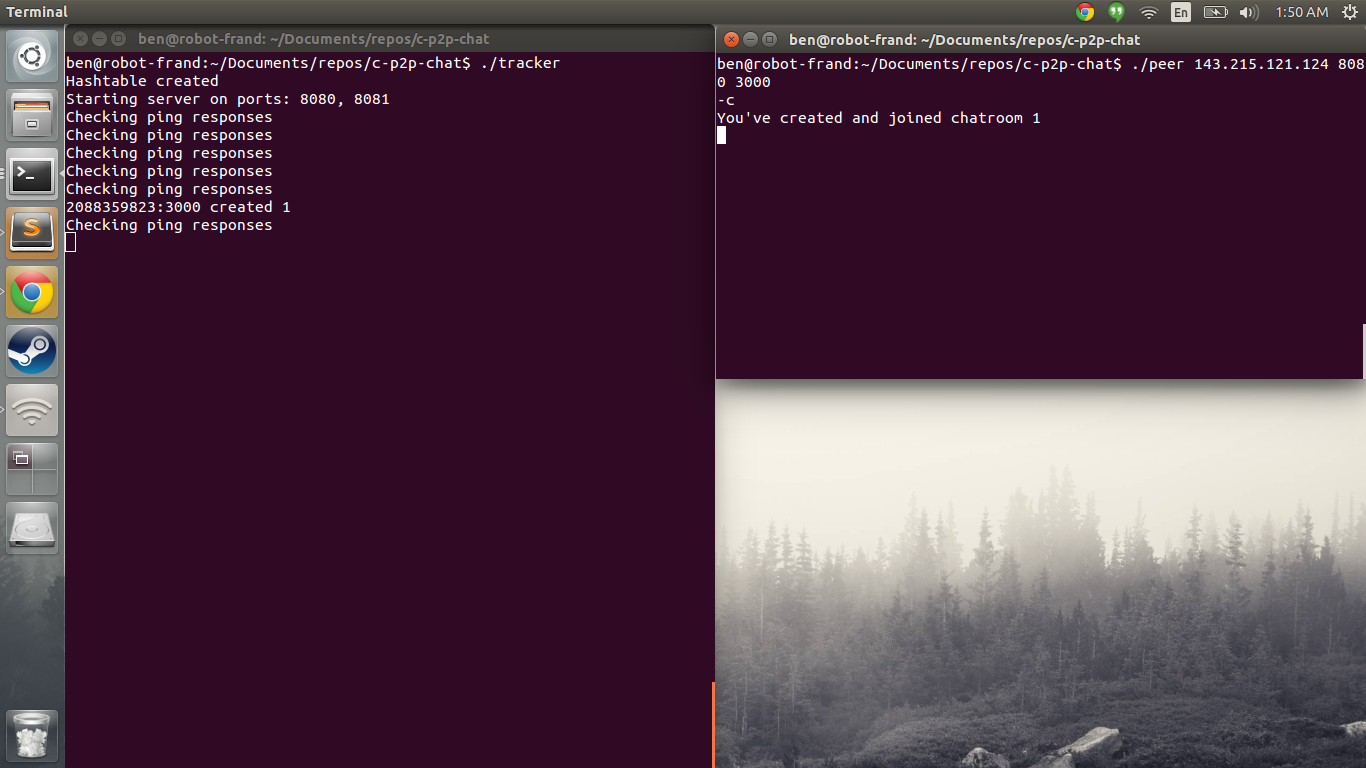 Terminal
En
1:50 AM
ben@robot-frand: ~/Documents/repos/c-p2p-chat
ben@robot-frand:~/Documents/repos/c-p2p-chat$ ./tracker
Hashtable created
Starting server on ports: 8080, 8081
Checking ping responses
Checking ping responses
Checking ping responses
Checking ping responses
Checking ping responses
2088359823:3000 created 1
Checking ping responses
ben@robot-frand: ~/Documents/repos/c-p2p-chat
ben@robot-frand:~/Documents/repos/c-p2p-chat$ ./peer 143.215.121.124 808
0 3000
-c
You've created and joined chatroom 1